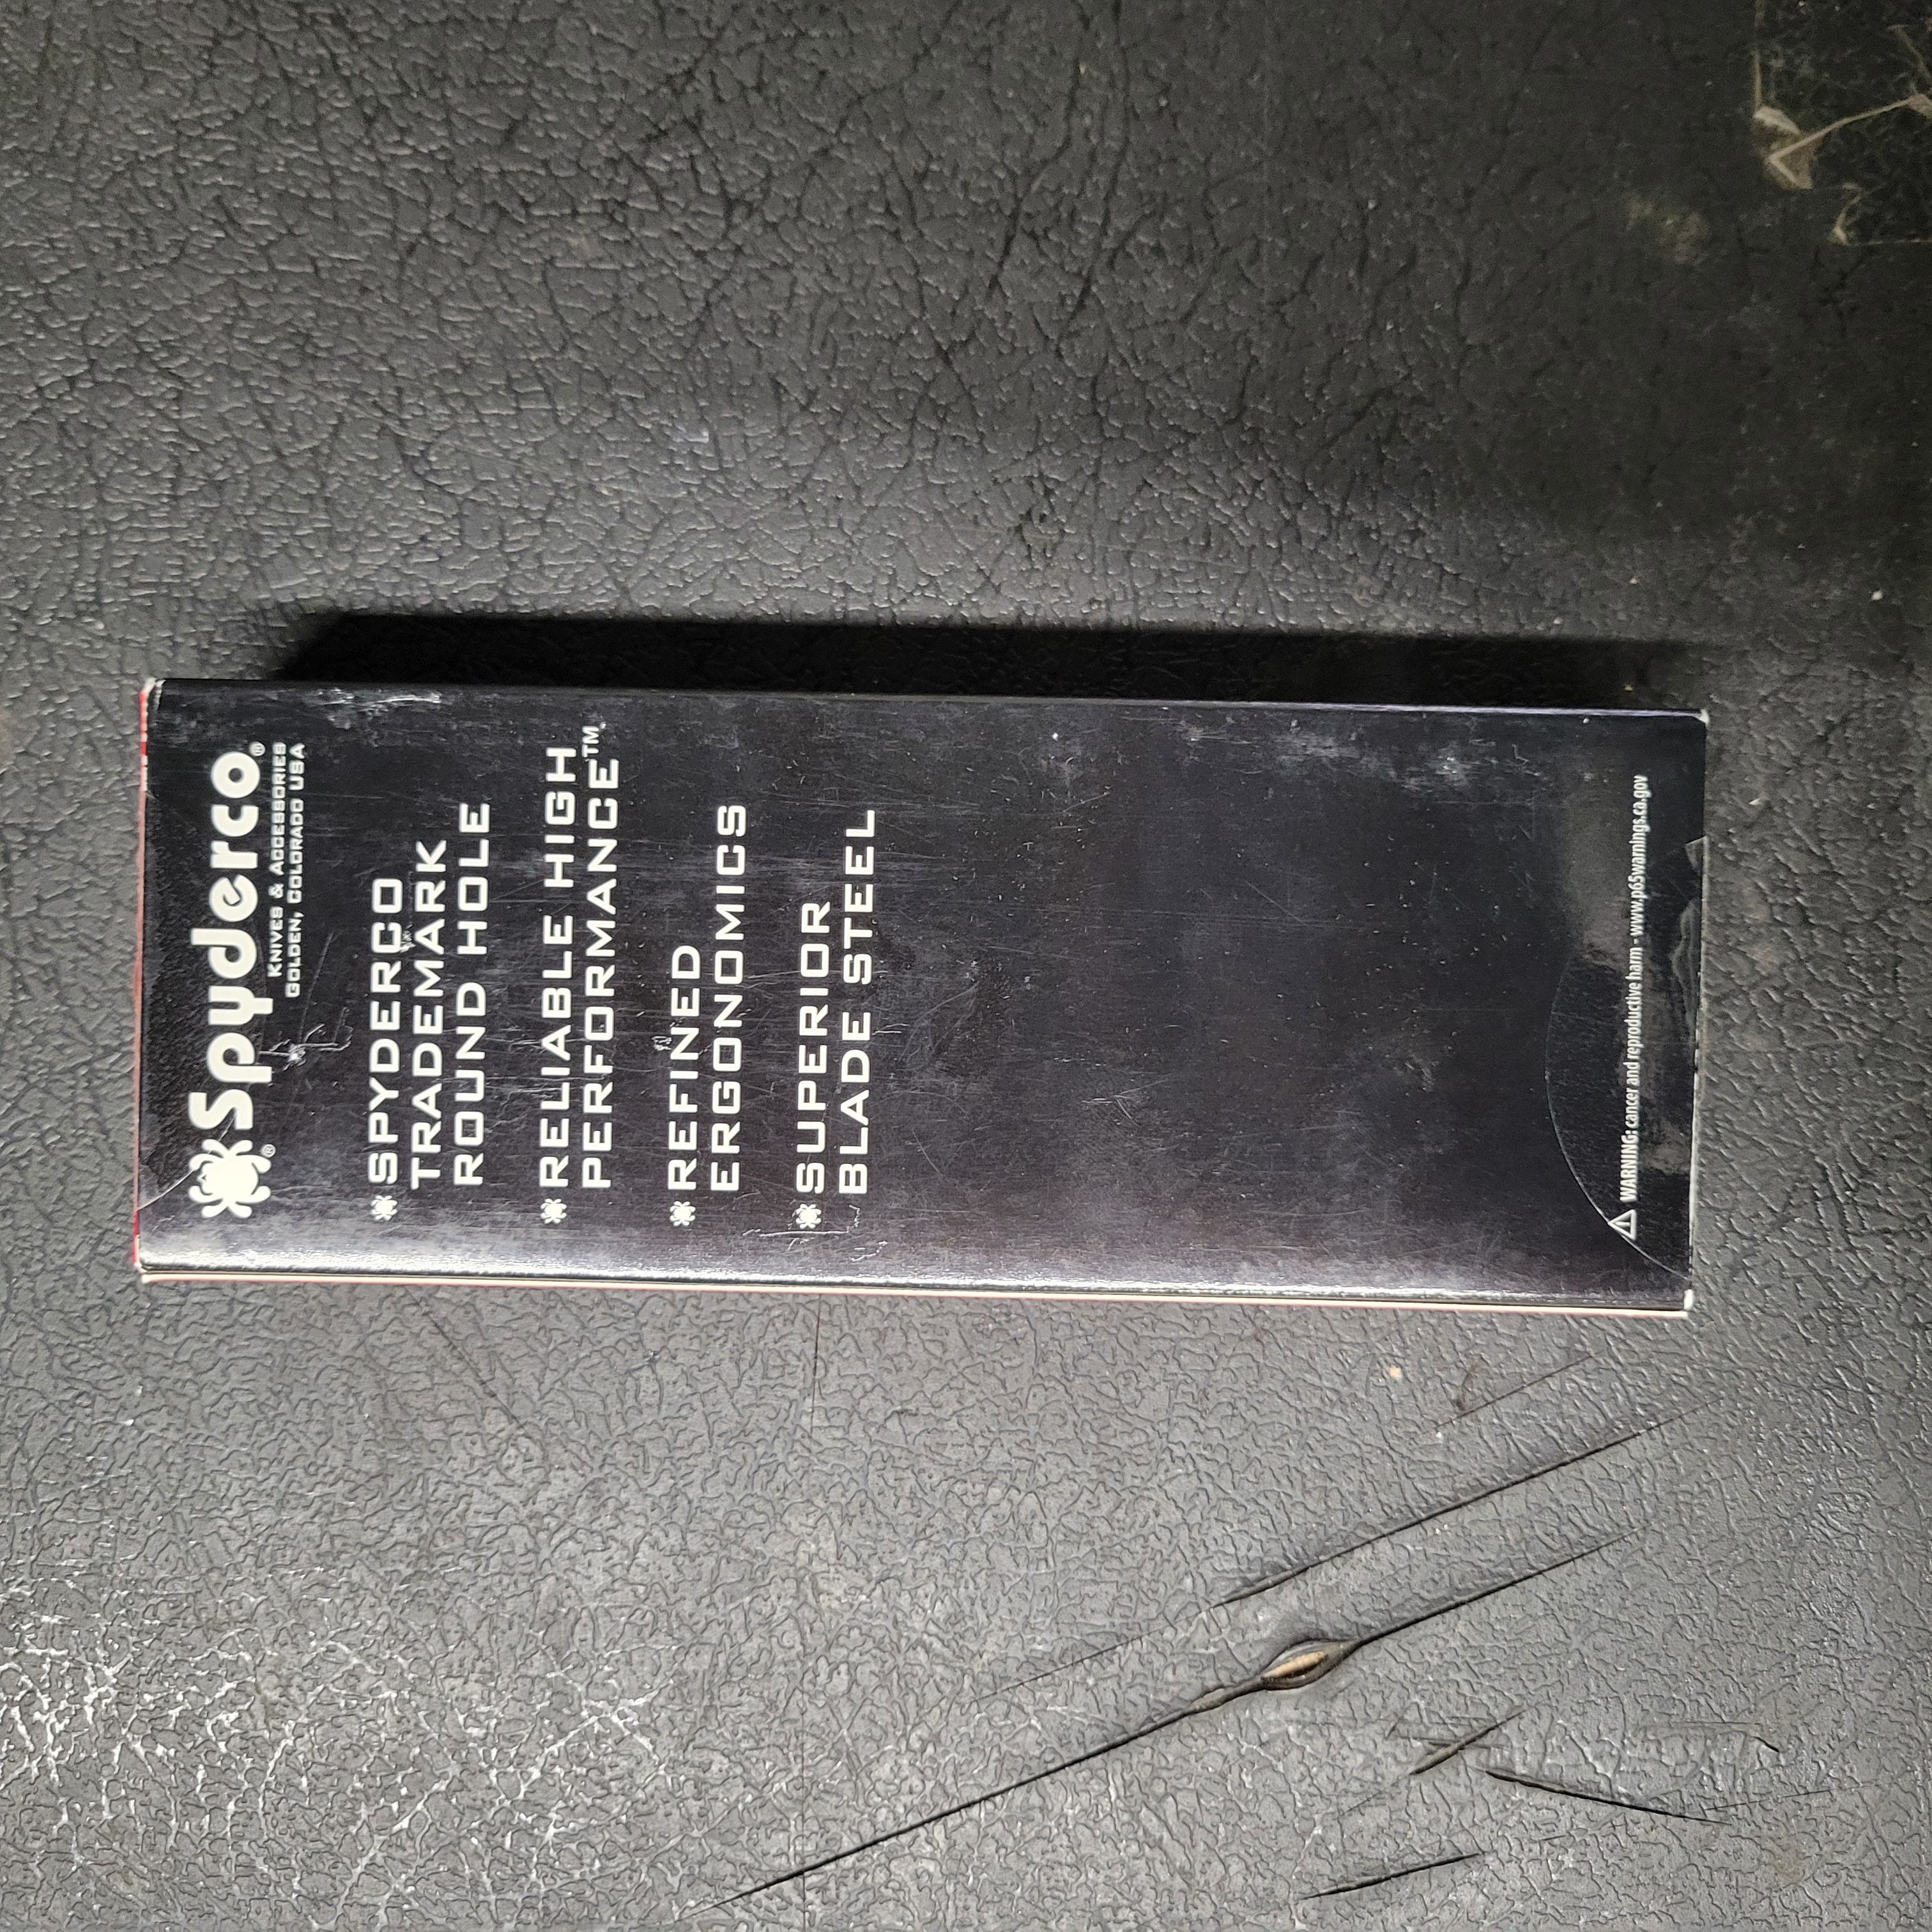 Spyderco®
KNIVES & ACCESSORIES
GOLDEN, COLORADO USA
®
SPYDERCO
TRADEMARK
ROUND HOLE
RELIABLE HIGH
PERFORMANCE™
REFINED
ERGONOMICS
SUPERIOR
BLADE STEEL
WARNING: cancer and reproductive harm - www.p65warnings.ca.gov